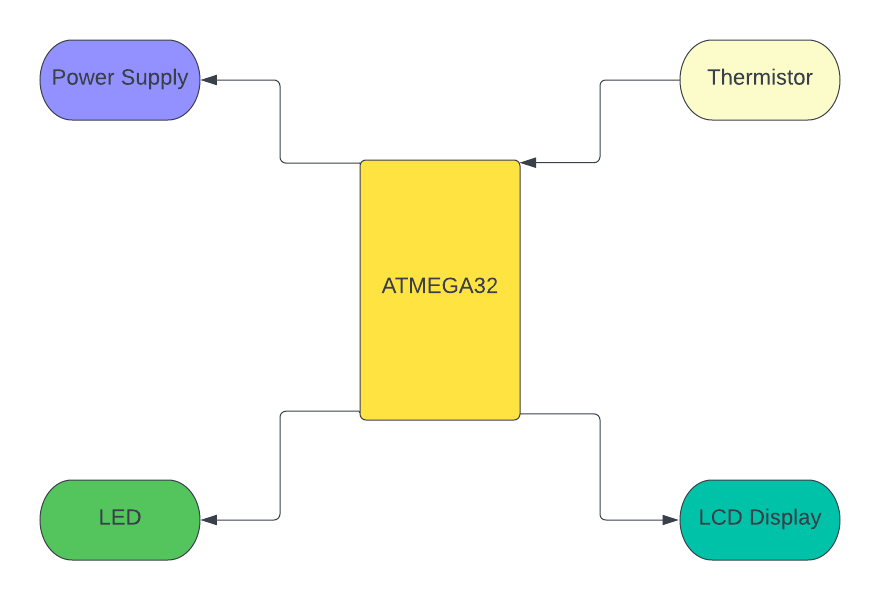 Power Supply
Thermistor
ATMEGA32
LED
LCD Display